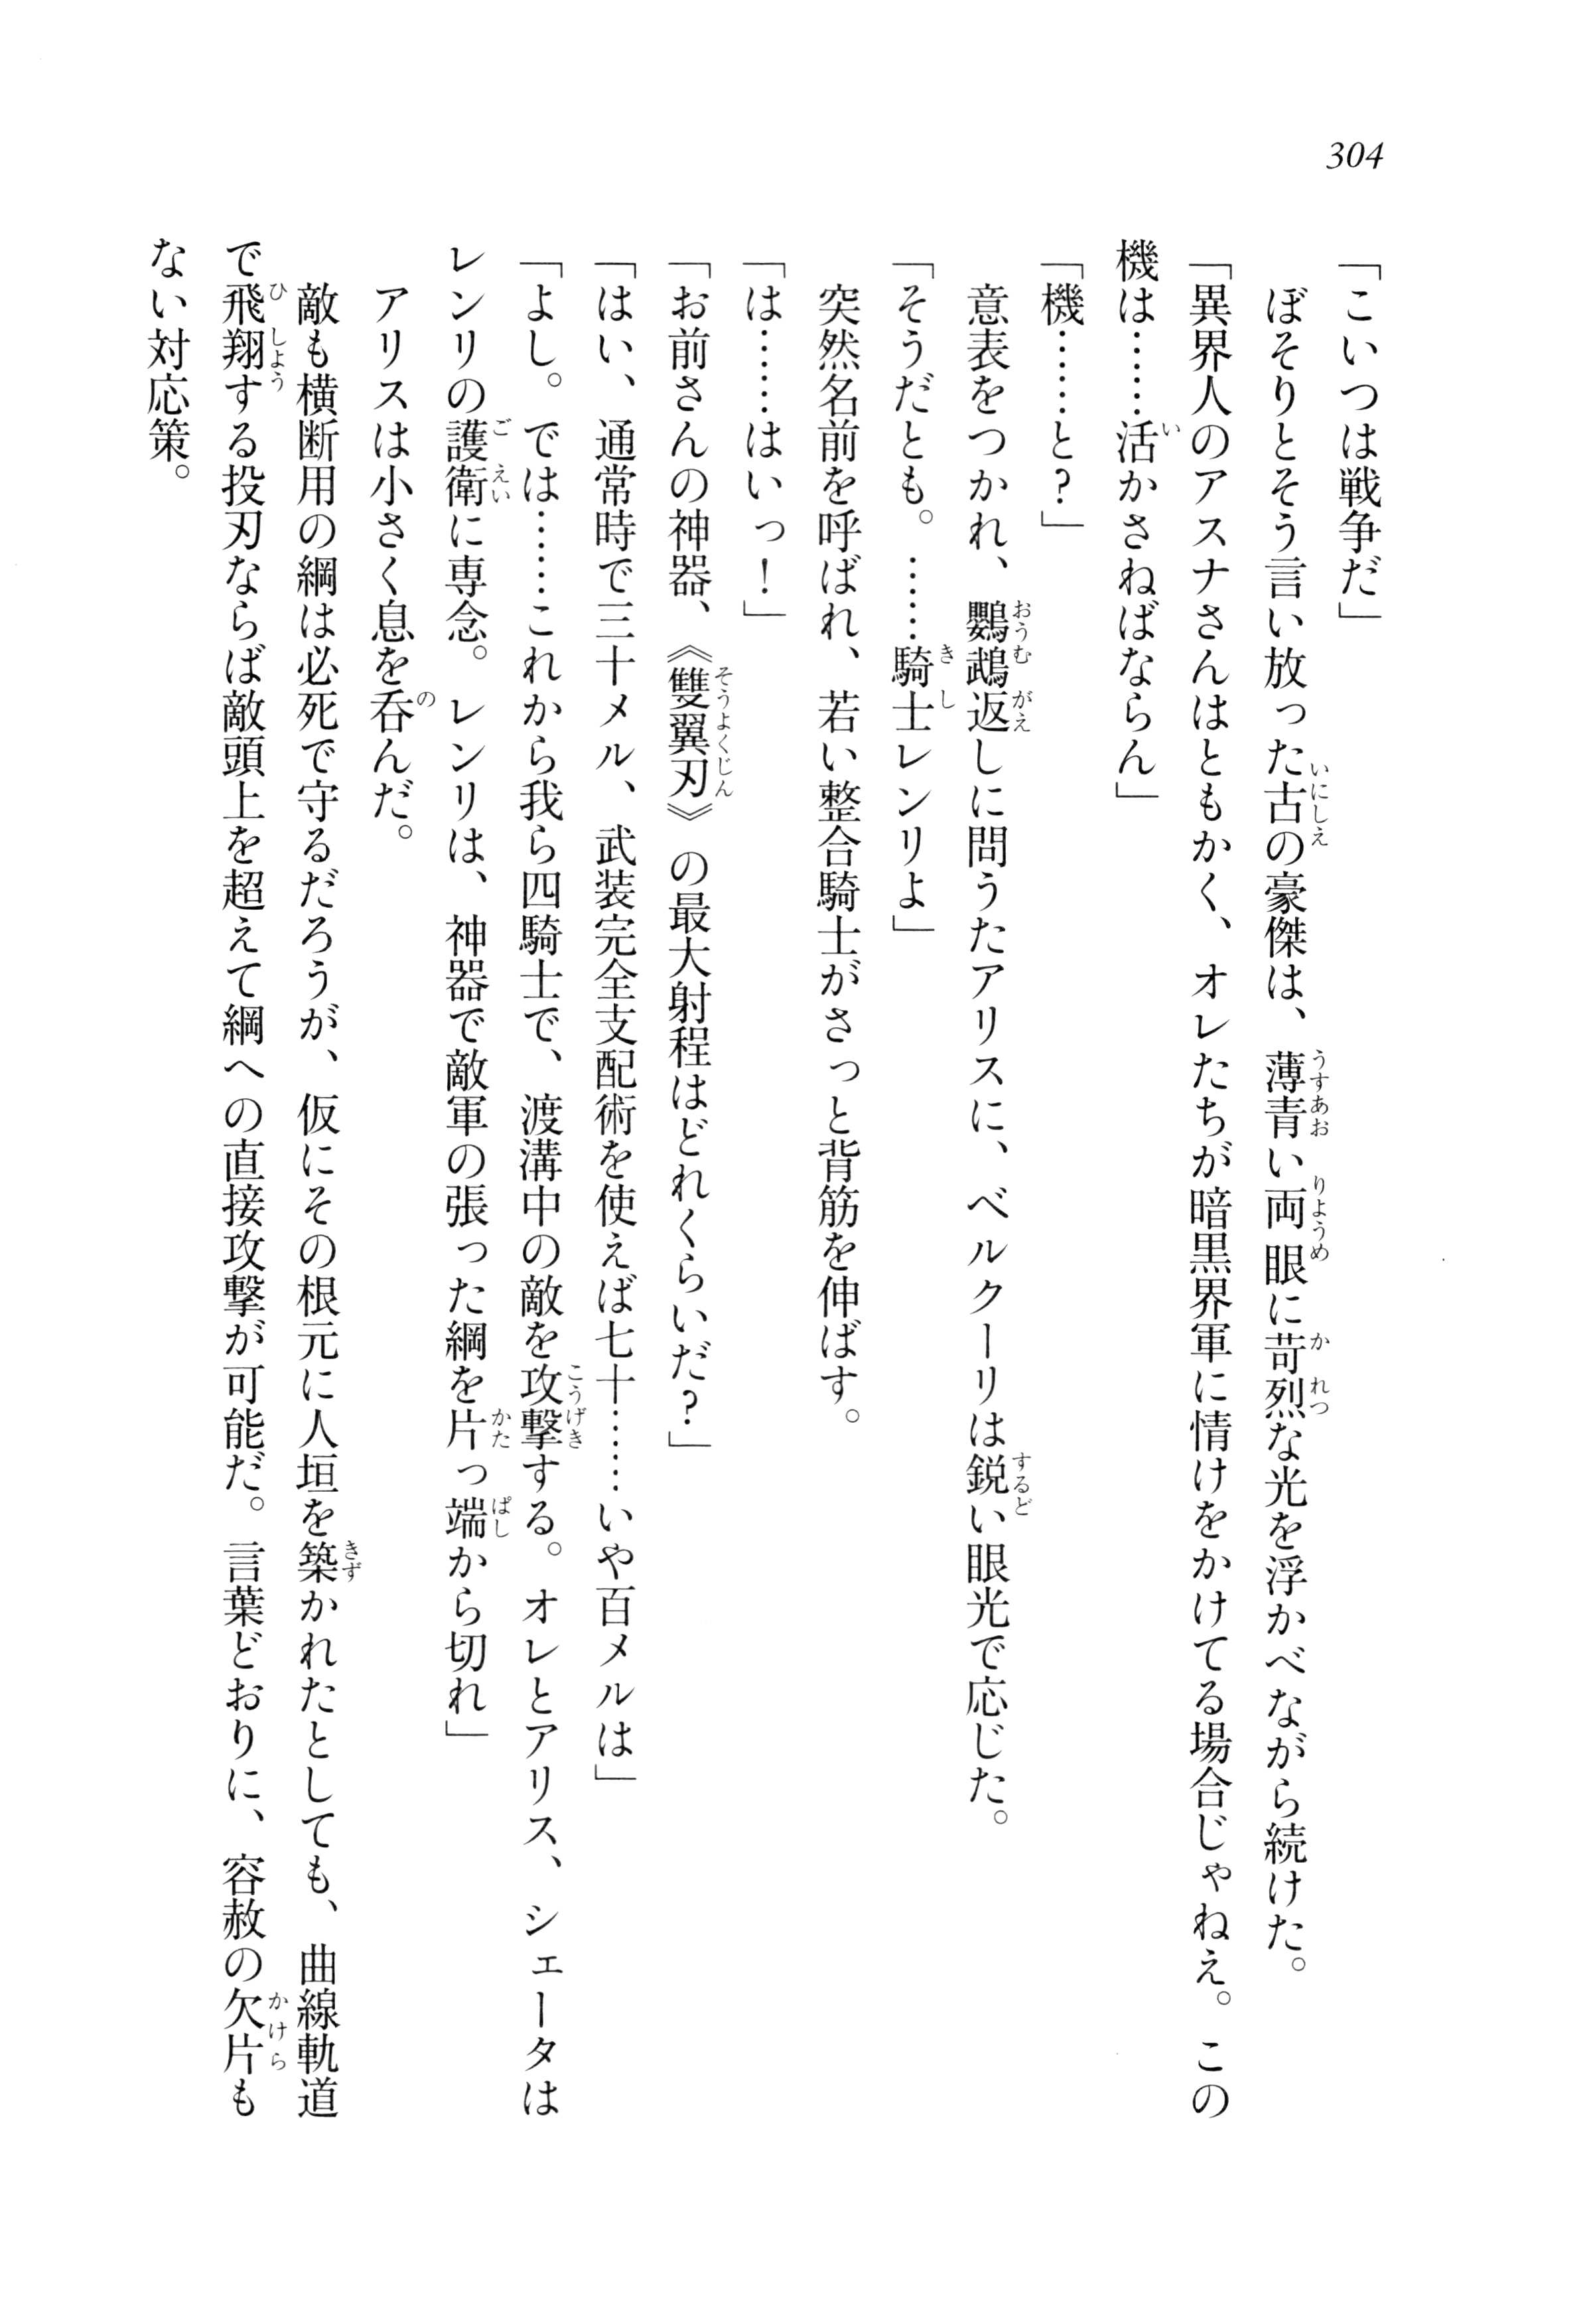 304
「こいつは戦争だ」
ぼそりとそう言い放った古の豪傑は、薄青い両眼に苛烈な光を浮かべながら続けた。
「異界人のアスナさんはともかく、オレたちが暗黒界軍に情けをかけてる場合じゃねえ。この
機は……活かさねばならん」
「機……と?」
意表をつかれ、鸚鵡返しに問うたアリスに、ベルクーリは鋭い眼光で応じた。
「そうだとも。……騎士レンリよ」
突然名前を呼ばれ、若い整合騎士がさっと背筋を伸ばす。
「は……はいっ!」
「お前さんの神器、《雙翼刃》の最大射程はどれくらいだ?」
「はい、通常時で三十メル、武装完全支配術を使えば七十……いや百メルは」
「よし。では……これから我ら四騎士で、渡溝中の敵を攻撃する。オレとアリス、シェータは
レンリの護衛に専念。レンリは、神器で敵軍の張った綱を片っ端から切れ」
アリスは小さく息を呑んだ。
敵も横断用の綱は必死で守るだろうが、仮にその根元に人垣を築かれたとしても、曲線軌道
で飛翔する投刃ならば敵頭上を超えて綱への直接攻撃が可能だ。言葉どおりに、容赦の欠片も
ない対応策。